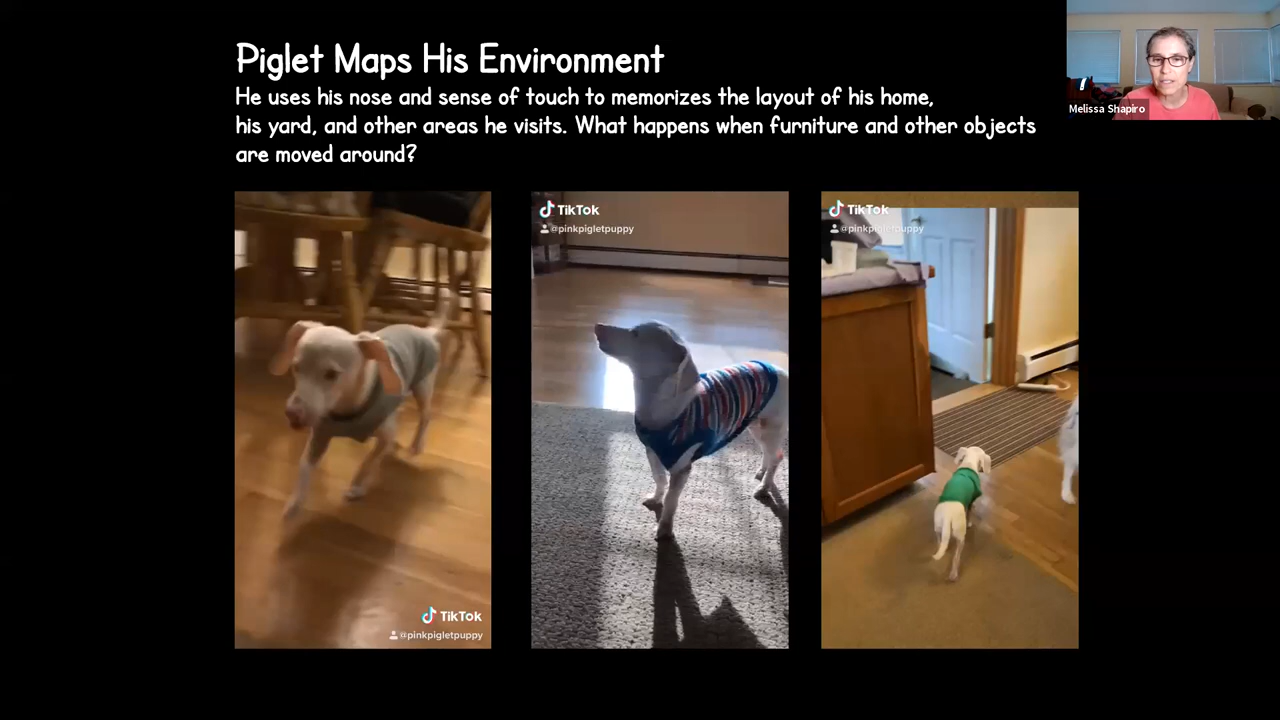 Piglet Maps His Environment
He uses his nose and sense of touch to memorizes the layout of his home,
his yard, and other areas he visits. What happens when furniture and other objects
are moved around?
Melissa Shapiro
TikTok
@pinkpigletpuppy
TikTok
@pinkpigletpuppy
TikTok
@pinkpigletpuppy